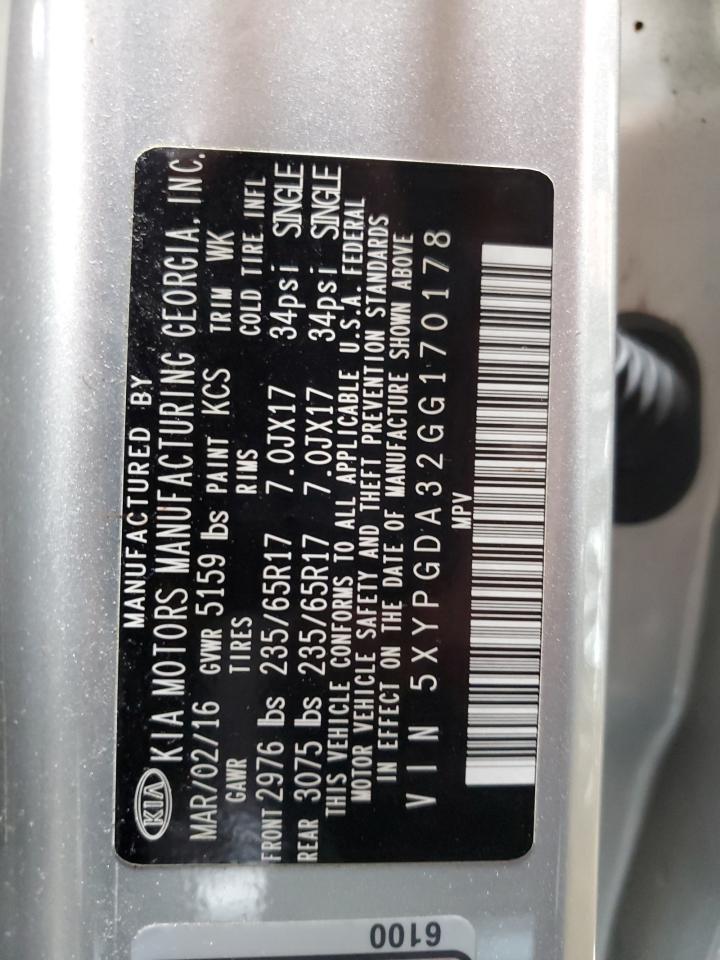 MANUFACTURED BY
KIA KIA MOTORS MANUFACTURING GEORGIA, INC.
MAR/02/16 GVWR 5159 lbs PAINT KCS TRIM WK
GAWR TIRES RIMS COLD TIRE INFL
FRONT 2976 lbs 235/65R17 7.0JX17 34psi SINGLE
REAR 3075 lbs 235/65R17 7.0JX17 34psi SINGLE
THIS VEHICLE CONFORMS TO ALL APPLICABLE U.S.A. FEDERAL
MOTOR VEHICLE SAFETY AND THEFT PREVENTION STANDARDS
IN EFFECT ON THE DATE OF MANUFACTURE SHOWN ABOVE
VIN 5XYPGDA32GG170178
MPV
6100